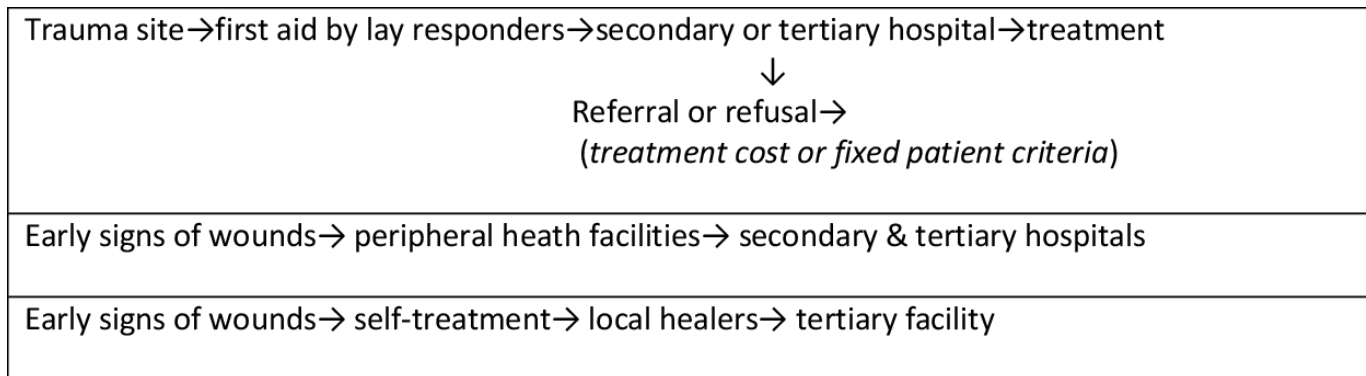 Trauma site→first aid by lay responders→secondary or tertiary hospital→treatment
↓
Referral or refusal→
(treatment cost or fixed patient criteria)
Early signs of wounds→ peripheral heath facilities→ secondary & tertiary hospitals
Early signs of wounds→ self-treatment→ local healers→ tertiary facility